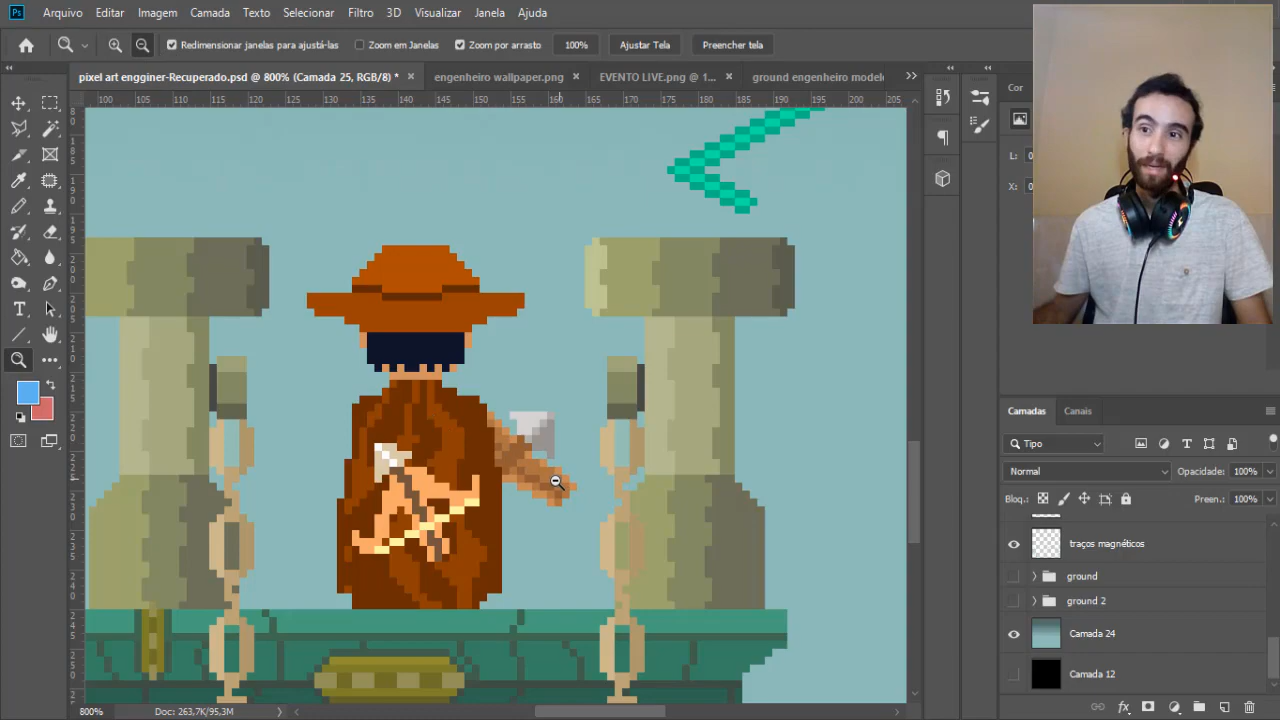 Ps Arquivo Editar Imagem Camada Texto Selecionar Filtro 3D Visualizar Janela Ajuda
Redimensionar janelas para ajustá-las Zoom em Janelas Zoom por arrasto 100% Ajustar Tela Preencher tela
pixel art engginer-Recuperado.psd @ 800% (Camada 25, RGB/8) * × engenheiro wallpaper.png × EVENTO LIVE.png @ 1... × ground engenheiro model
100 105 110 115 120 125 130 135 140 145 150 155 160 165 170 175 180 185 190 195 200 205
Cor
L: 0
X: 0
Camadas Canais
Tipo
Normal Opacidade: 100%
Bloq.: Preen.: 100%
traços magnéticos
ground
ground 2
Camada 24
Camada 12
800% Doc: 263,7K/95,3M